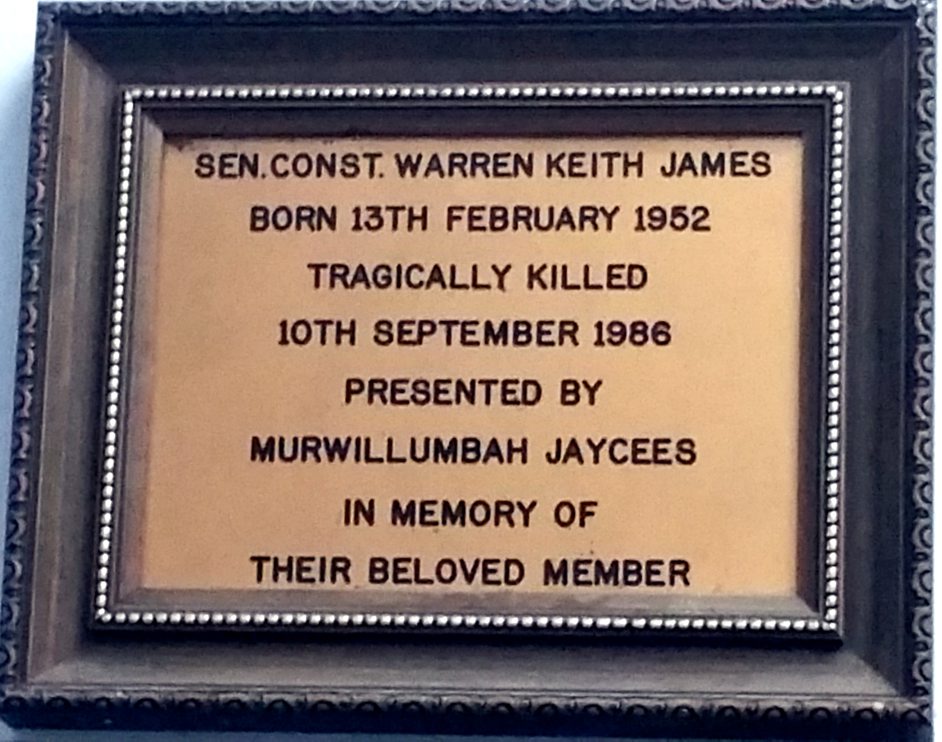 SEN.CONST. WARREN KEITH JAMES
BORN 13TH FEBRUARY 1952
TRAGICALLY KILLED
10TH SEPTEMBER 1986
PRESENTED BY
MURWILLUMBAH JAYCEES
IN MEMORY OF
THEIR BELOVED MEMBER